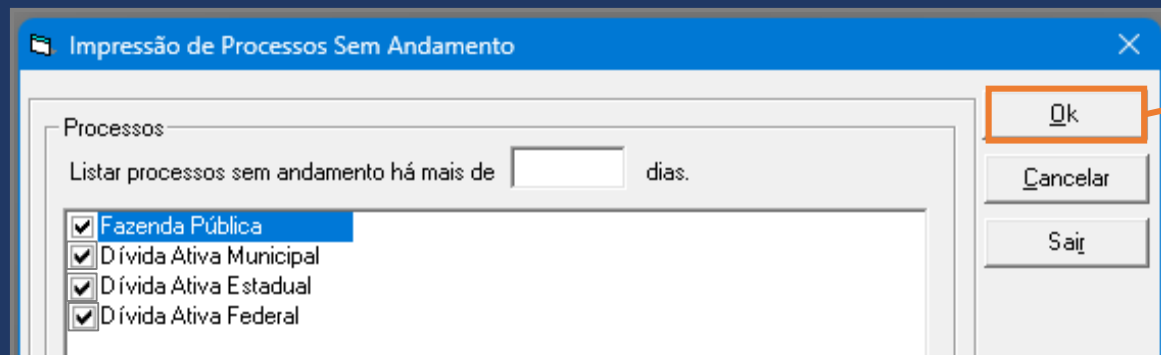 Impressão de Processos Sem Andamento
Processos
Listar processos sem andamento há mais de dias.
Fazenda Pública
Dívida Ativa Municipal
Dívida Ativa Estadual
Dívida Ativa Federal
Ok
Cancelar
Sair